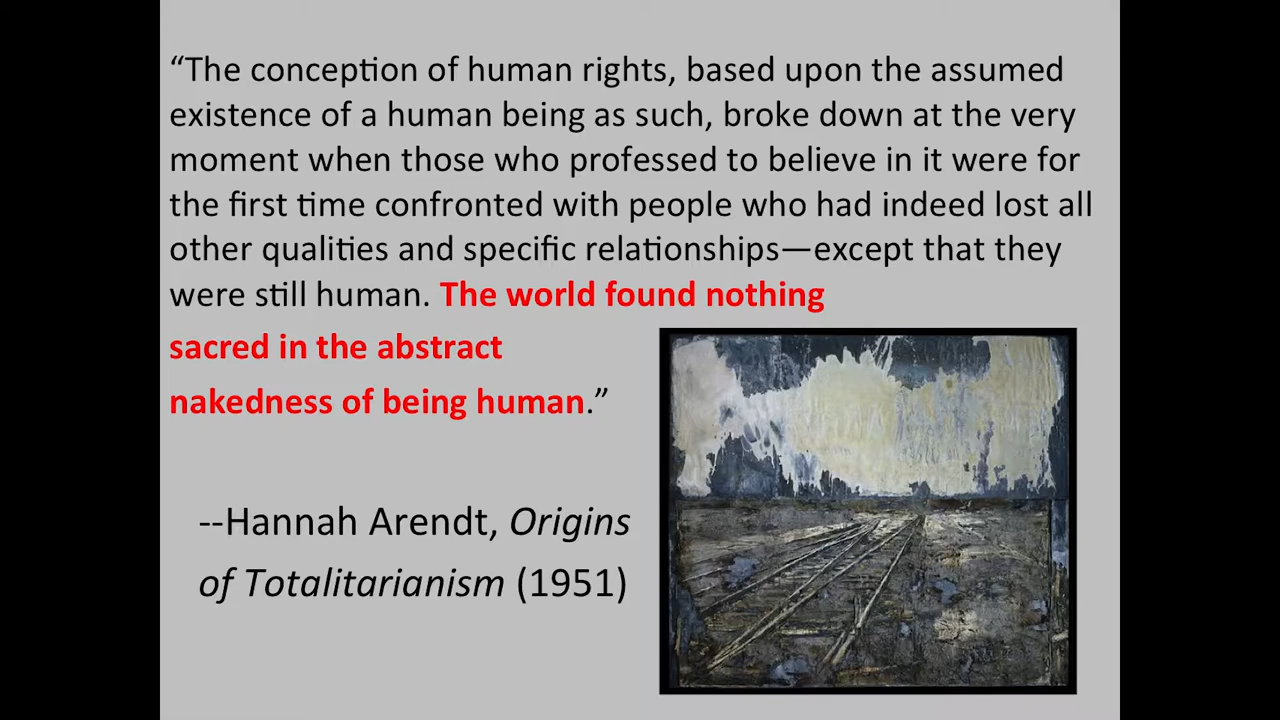 “The conception of human rights, based upon the assumed
existence of a human being as such, broke down at the very
moment when those who professed to believe in it were for
the first time confronted with people who had indeed lost all
other qualities and specific relationships—except that they
were still human. The world found nothing
sacred in the abstract
nakedness of being human.”
--Hannah Arendt, Origins
of Totalitarianism (1951)